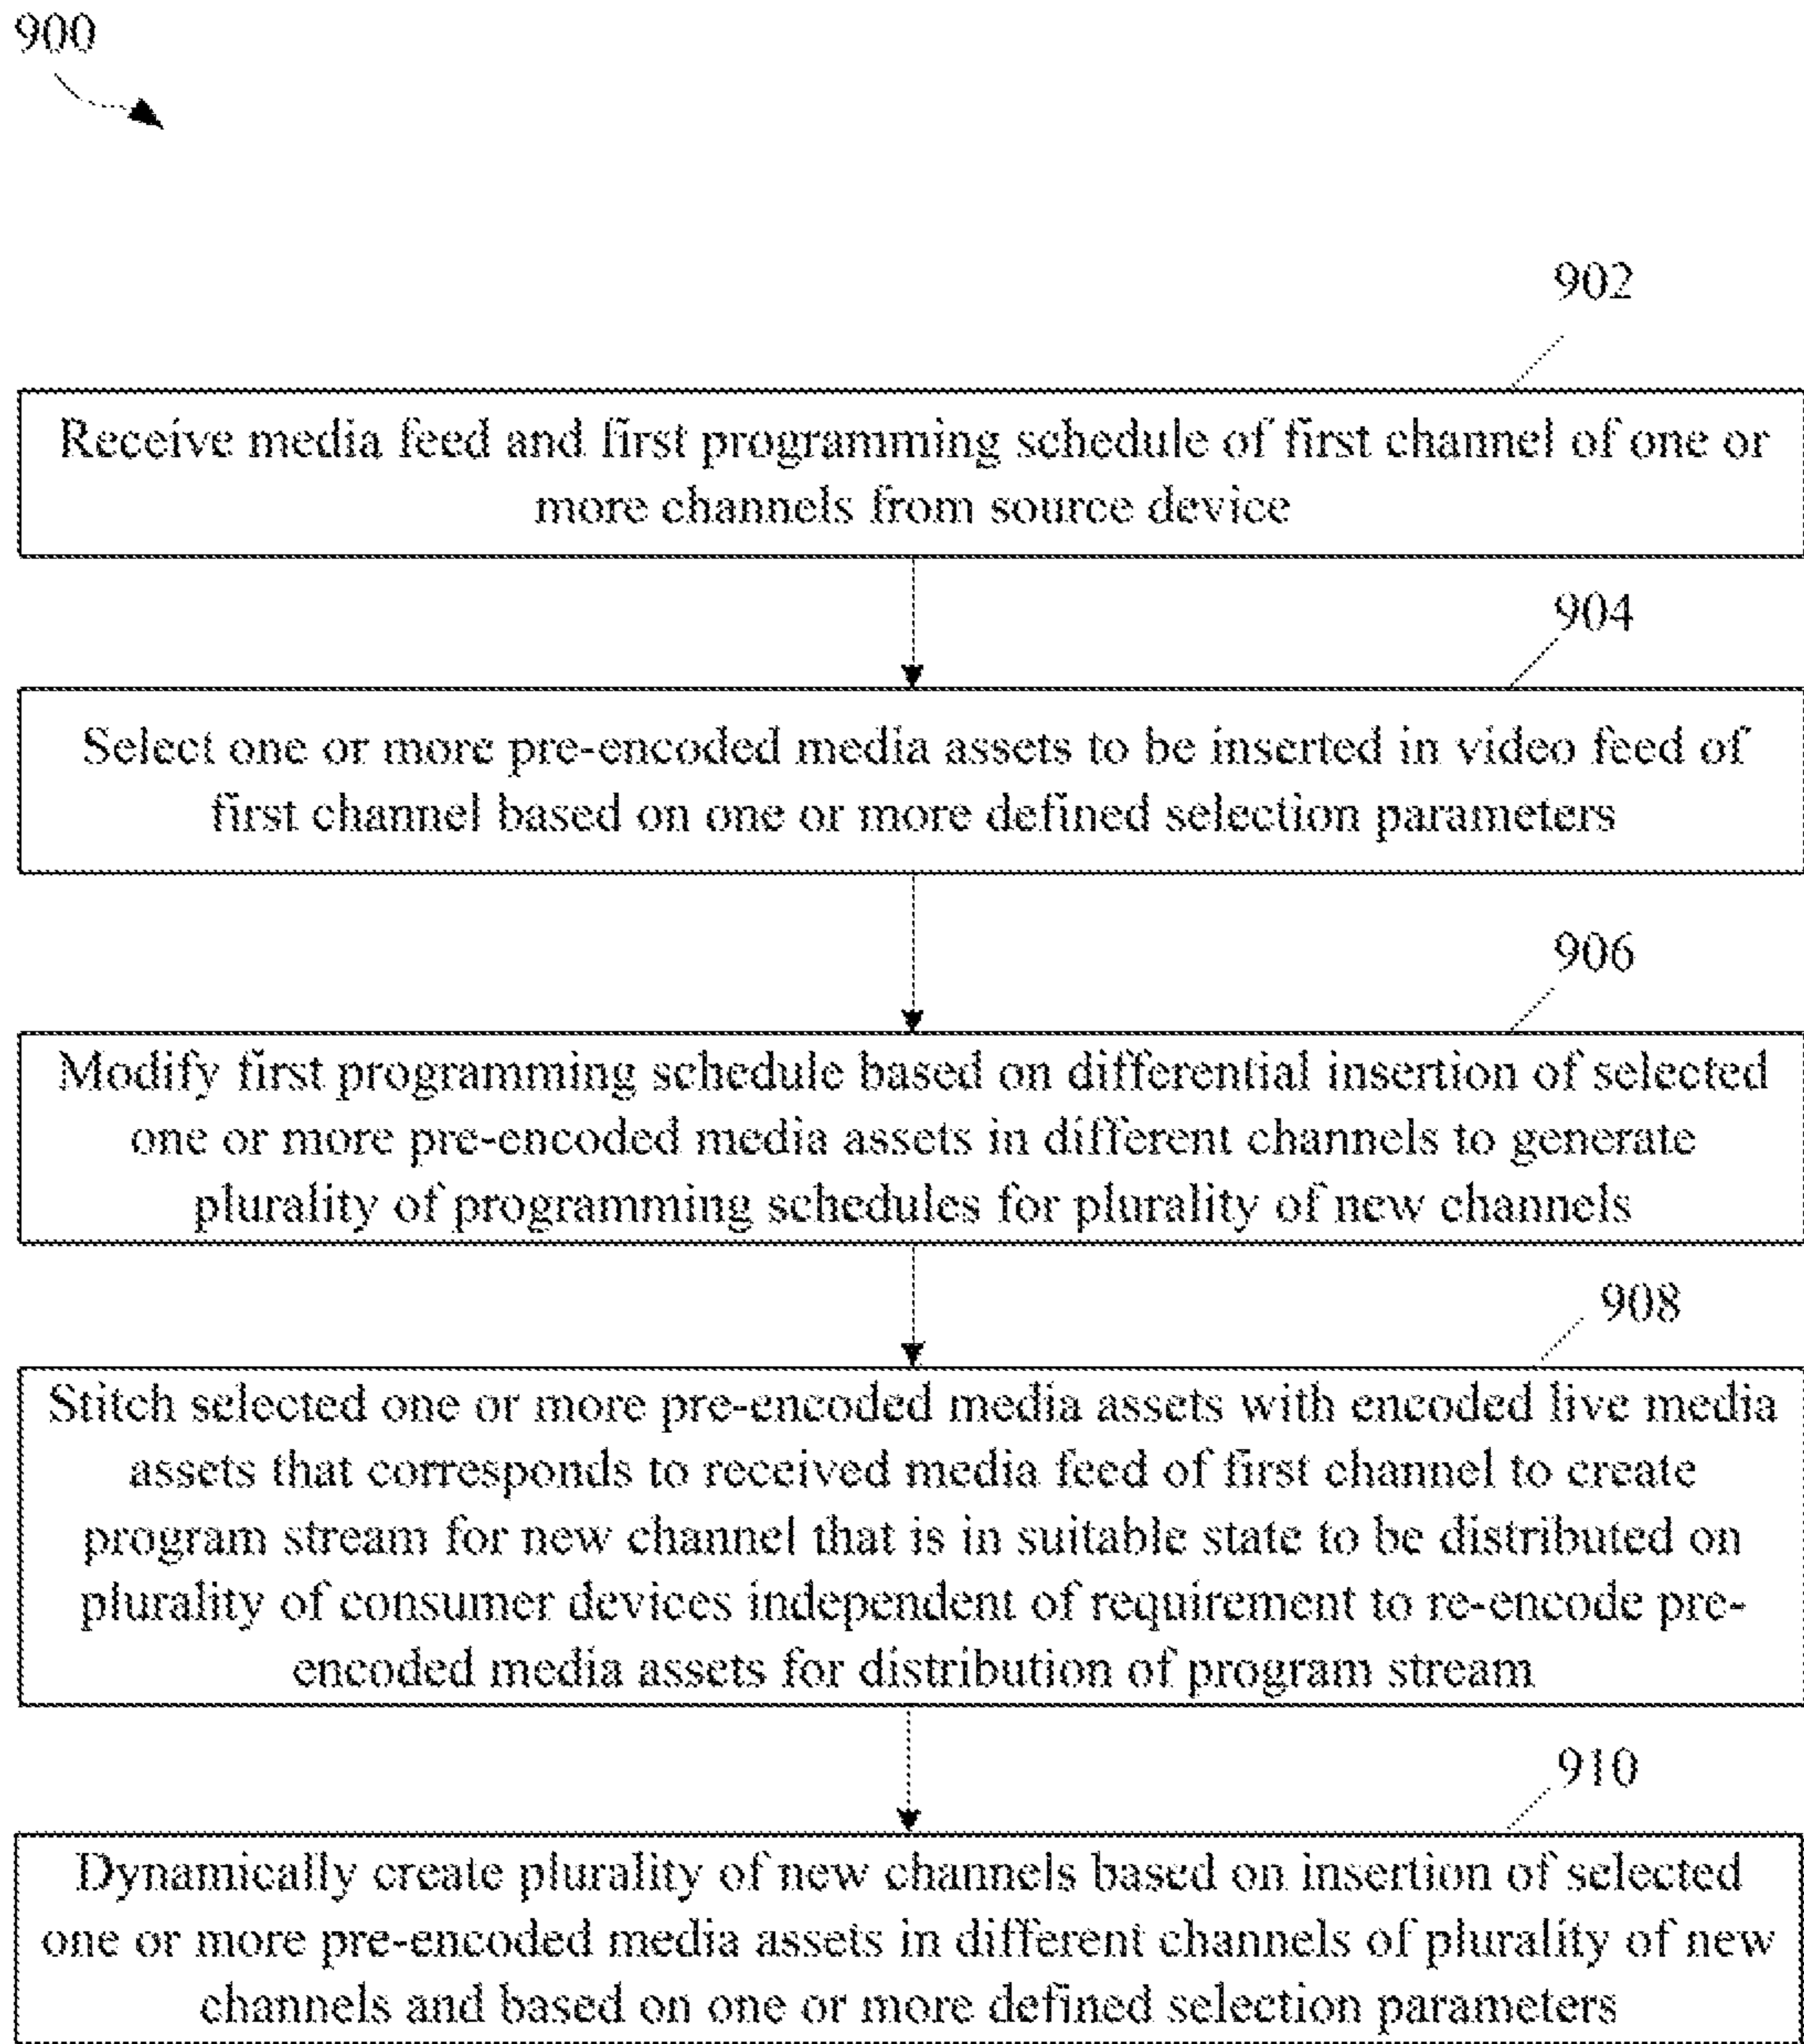 900
902
Receive media feed and first programming schedule of first channel of one or
more channels from source device
904
Select one or more pre-encoded media assets to be inserted in video feed of
first channel based on one or more defined selection parameters
906
Modify first programming schedule based on differential insertion of selected
one or more pre-encoded media assets in different channels to generate
plurality of programming schedules for plurality of new channels
908
Stitch selected one or more pre-encoded media assets with encoded live media
assets that corresponds to received media feed of first channel to create
program stream for new channel that is in suitable state to be distributed on
plurality of consumer devices independent of requirement to re-encode pre-
encoded media assets for distribution of program stream
910
Dynamically create plurality of new channels based on insertion of selected
one or more pre-encoded media assets in different channels of plurality of new
channels and based on one or more defined selection parameters